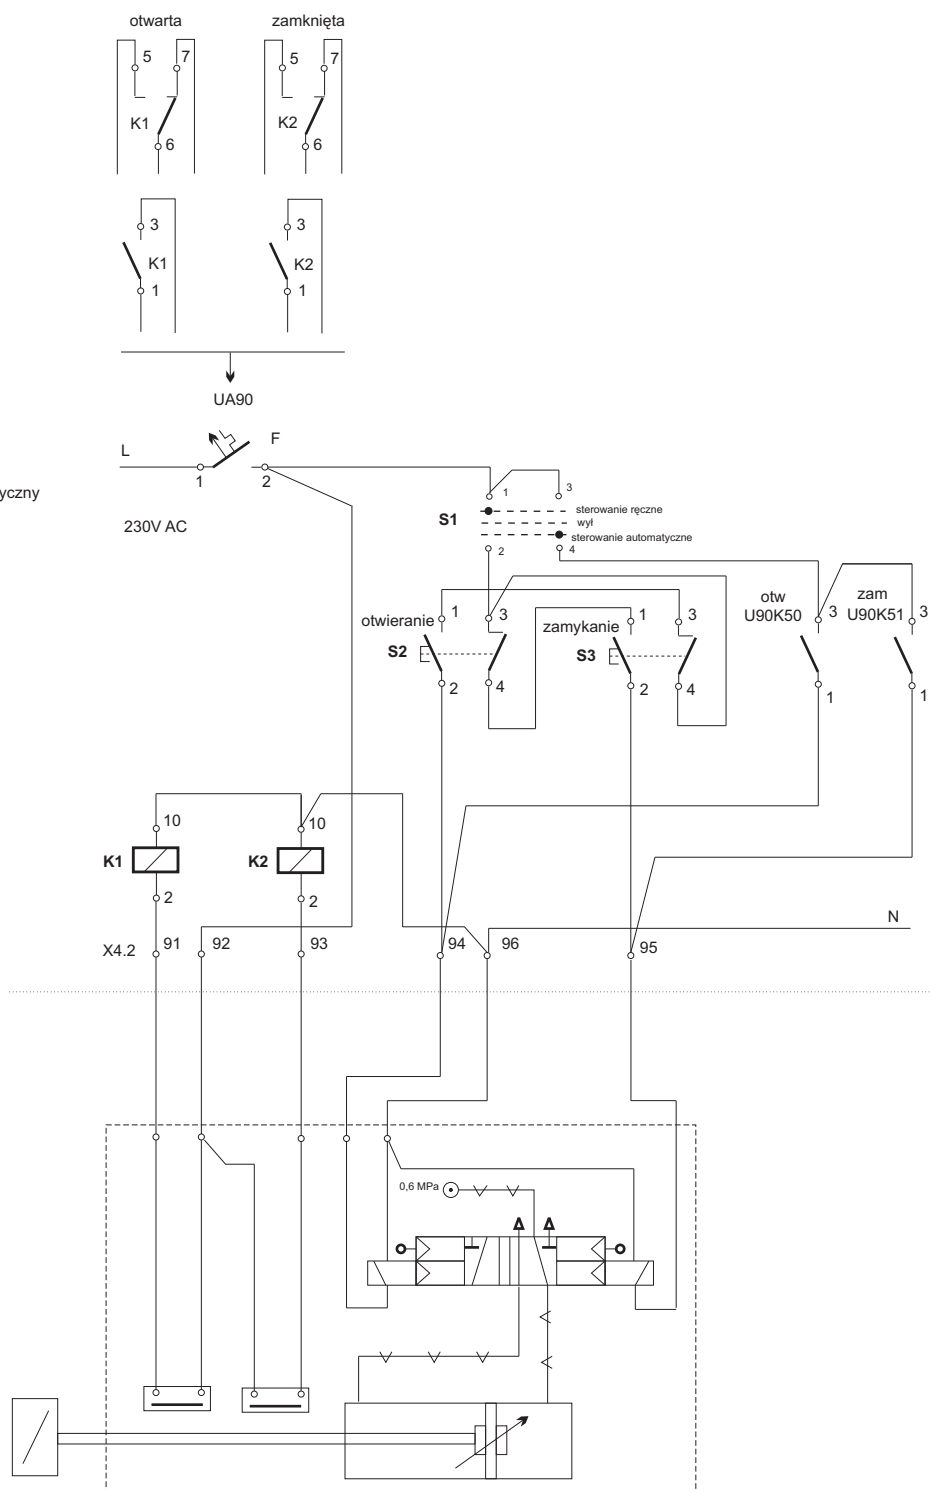 otwarta zamknięta
5 7 5 7
K1 K2
6 6
3 3
K1 K2
1 1
UA90
L F
1 2
yczny
230V AC
1 3
S1
sterowanie ręczne
wył
sterowanie automatyczne
2 4
otw zam
U90K50 3 U90K51 3
otwieranie 1 3 zamykanie 1 3
S2 S3
2 4 2 4 1 1
10 10
K1 K2
2 2
N
X4.2 91 92 93 94 96 95
0,6 MPa